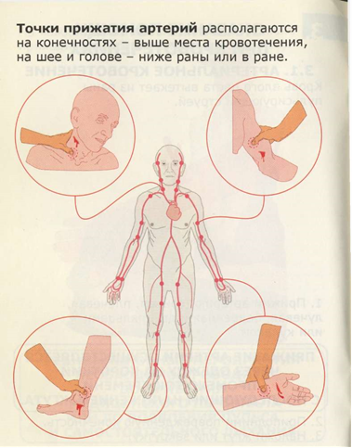 Точки прижатия артерий располагаются
на конечностях – выше места кровотечения,
на шее и голове – ниже раны или в ране.